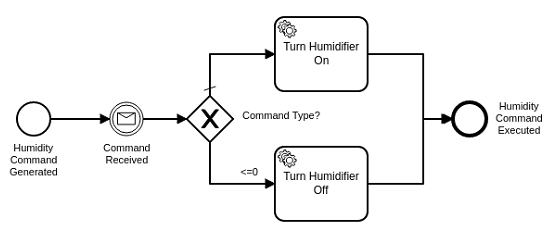 Turn Humidifier
On
Humidity
Command
Generated
Command
Received
Command Type?
Humidity
Command
Executed
<=0
Turn Humidifier
Off